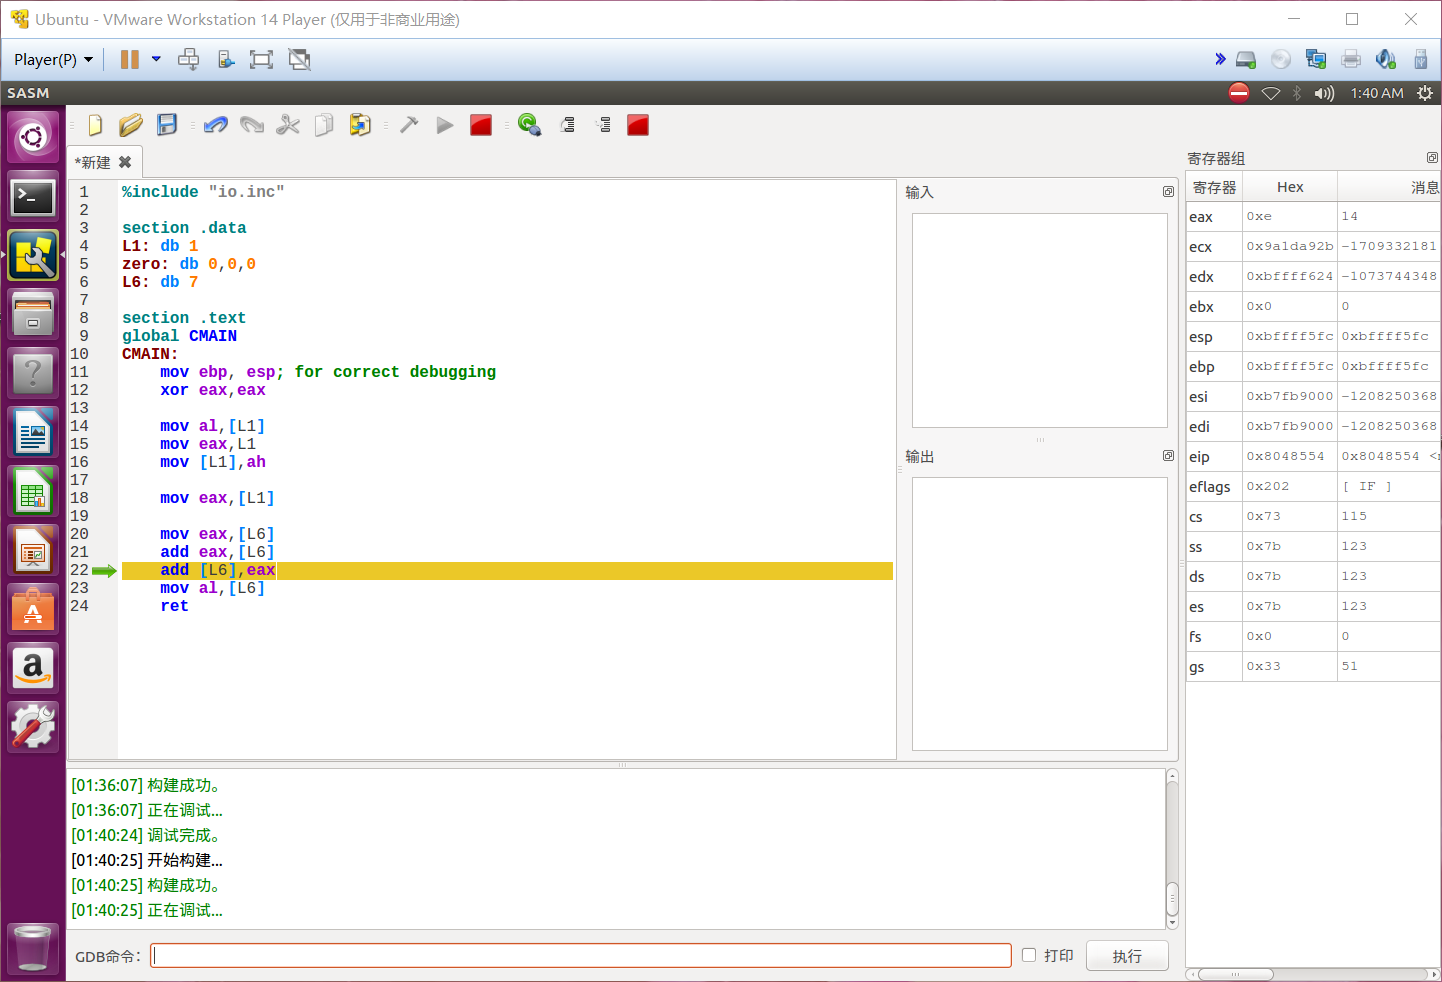 Ubuntu - VMware Workstation 14 Player (仅用于非商业用途)
Player(P)
SASM
1:40 AM
*新建
1 %include "io.inc"
2
3 section .data
4 L1: db 1
5 zero: db 0,0,0
6 L6: db 7
7
8 section .text
9 global CMAIN
10 CMAIN:
11 mov ebp, esp; for correct debugging
12 xor eax,eax
13
14 mov al,[L1]
15 mov eax,L1
16 mov [L1],ah
17
18 mov eax,[L1]
19
20 mov eax,[L6]
21 add eax,[L6]
22 add [L6],eax
23 mov al,[L6]
24 ret
输入
输出
寄存器组
寄存器 Hex 消息
eax 0xe 14
ecx 0x9a1da92b -1709332181
edx 0xbffff624 -1073744348
ebx 0x0 0
esp 0xbffff5fc 0xbffff5fc
ebp 0xbffff5fc 0xbffff5fc
esi 0xb7fb9000 -1208250368
edi 0xb7fb9000 -1208250368
eip 0x8048554 0x8048554
eflags 0x202 [ IF ]
cs 0x73 115
ss 0x7b 123
ds 0x7b 123
es 0x7b 123
fs 0x0 0
gs 0x33 51
[01:36:07] 构建成功。
[01:36:07] 正在调试...
[01:40:24] 调试完成。
[01:40:25] 开始构建...
[01:40:25] 构建成功。
[01:40:25] 正在调试...
GDB命令:
打印
执行